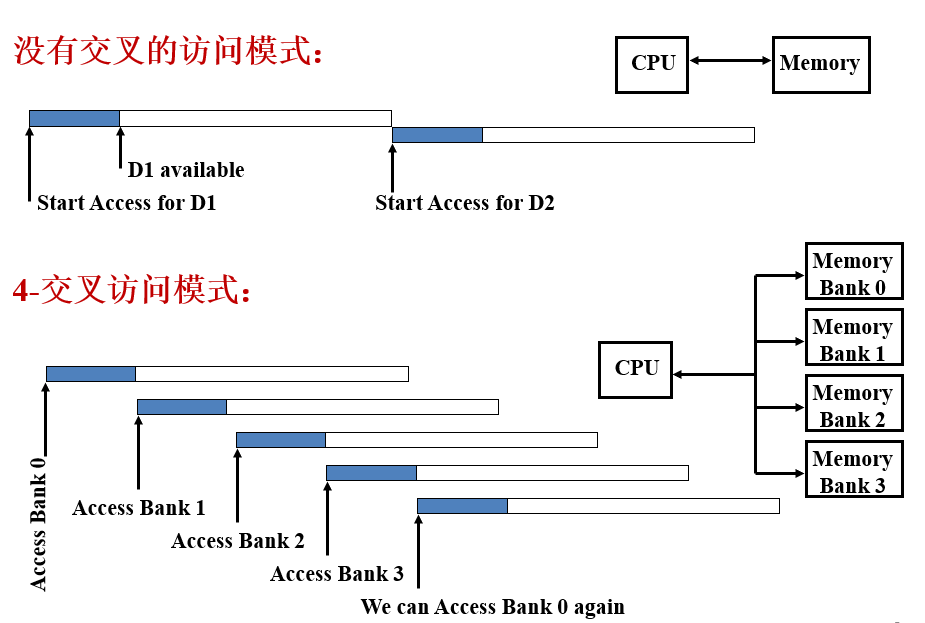 没有交叉的访问模式：
CPU
Memory
D1 available
Start Access for D1
Start Access for D2
4-交叉访问模式：
Memory
Bank 0
Memory
Bank 1
CPU
Memory
Bank 2
Memory
Bank 3
Access Bank 0
Access Bank 1
Access Bank 2
Access Bank 3
We can Access Bank 0 again